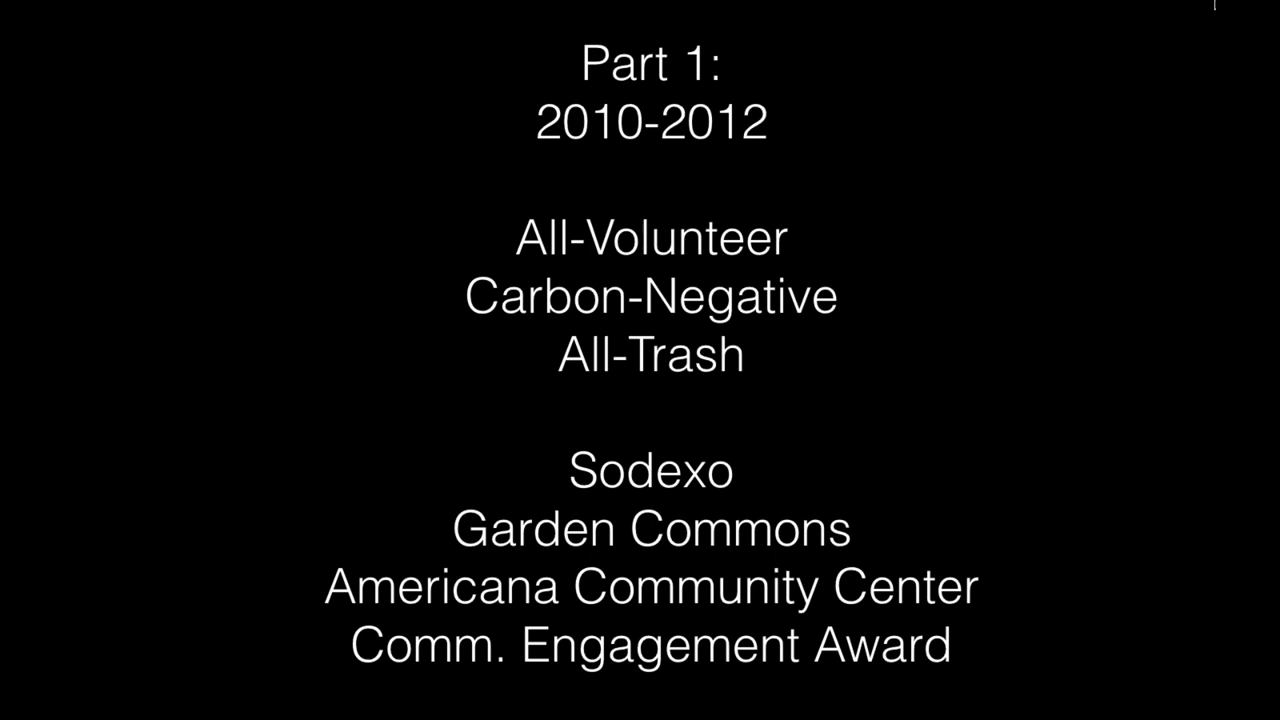 Part 1:
2010-2012
All-Volunteer
Carbon-Negative
All-Trash
Sodexo
Garden Commons
Americana Community Center
Comm. Engagement Award